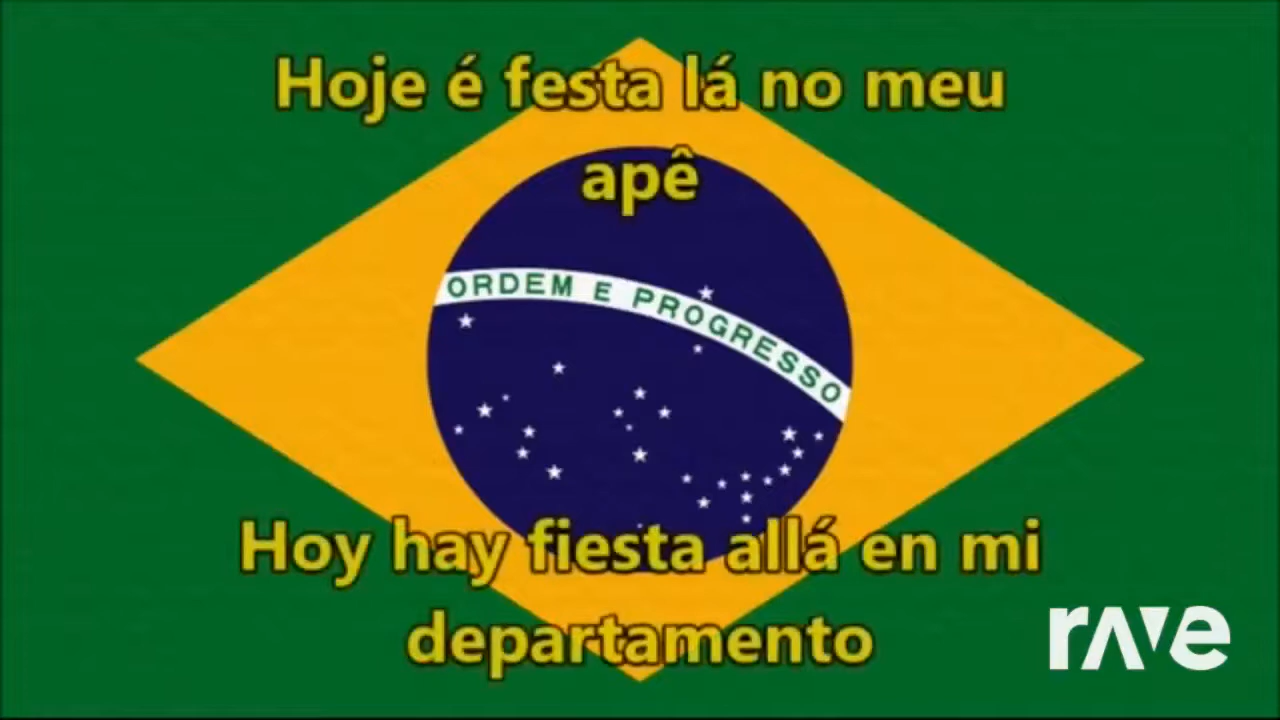 Hoje é festa lá no meu
apê
ORDEM E PROGRESSO
Hoy hay fiesta allá en mi
departamento
rave